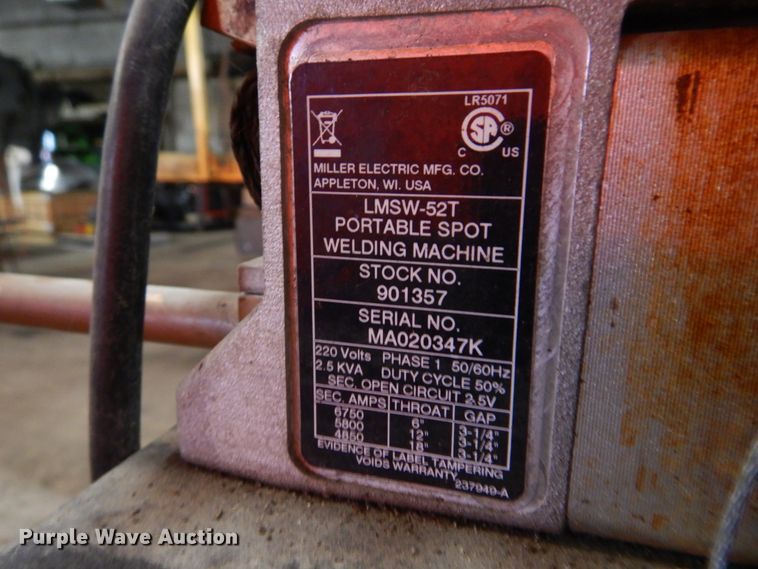 LR5071
SA ®
C US
MILLER ELECTRIC MFG. CO.
APPLETON, WI. USA
LMSW-52T
PORTABLE SPOT
WELDING MACHINE
STOCK NO.
901357
SERIAL NO.
MA020347K
220 Volts PHASE 1 50/60Hz
2.5 KVA DUTY CYCLE 50%
SEC. OPEN CIRCUIT 2.5V
SEC. AMPS THROAT GAP
6750 6" 3-1/4"
5800 12" 3-1/4"
4850 18" 3-1/4"
EVIDENCE OF LABEL TAMPERING
VOIDS WARRANTY
237949-A
Purple Wave Auction